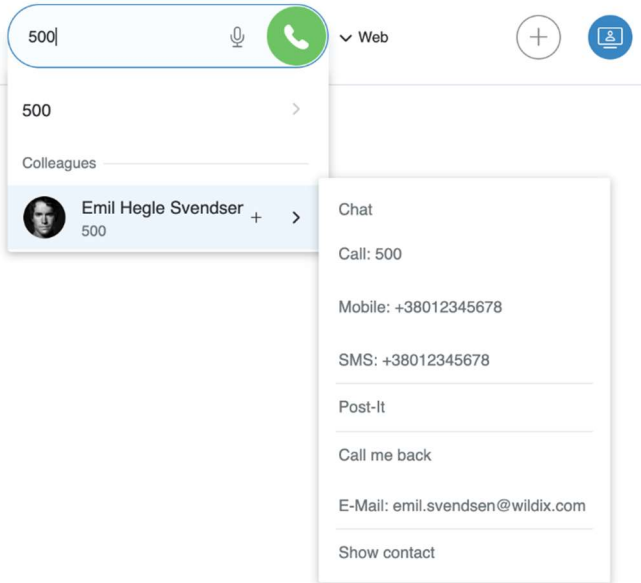 500
Web
500
Colleagues
Emil Hegle Svendser
500
Chat
Call: 500
Mobile: +38012345678
SMS: +38012345678
Post-It
Call me back
E-Mail: emil.svendsen@wildix.com
Show contact